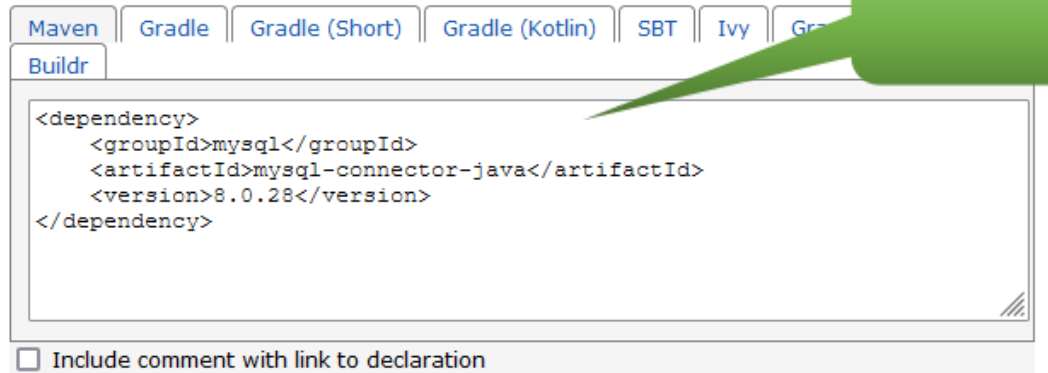 Maven Gradle Gradle (Short) Gradle (Kotlin) SBT Ivy
Buildr
<dependency>
    <groupId>mysql</groupId>
    <artifactId>mysql-connector-java</artifactId>
    <version>8.0.28</version>
</dependency>
Include comment with link to declaration